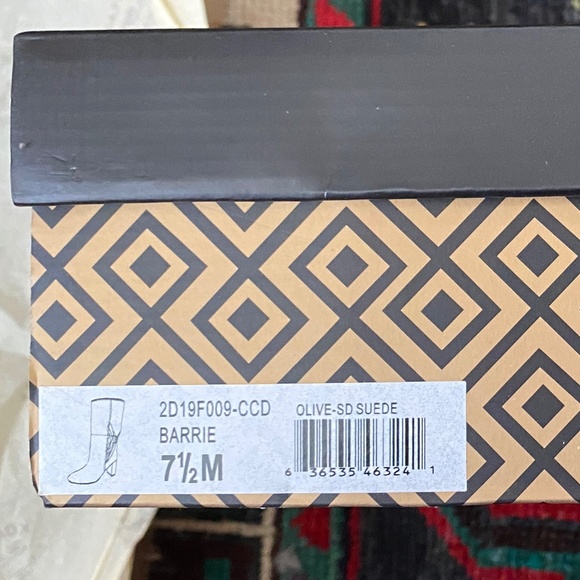 2D19F009-CCD
BARRIE
7½M
OLIVE-SD SUEDE
6 36535 46324 1